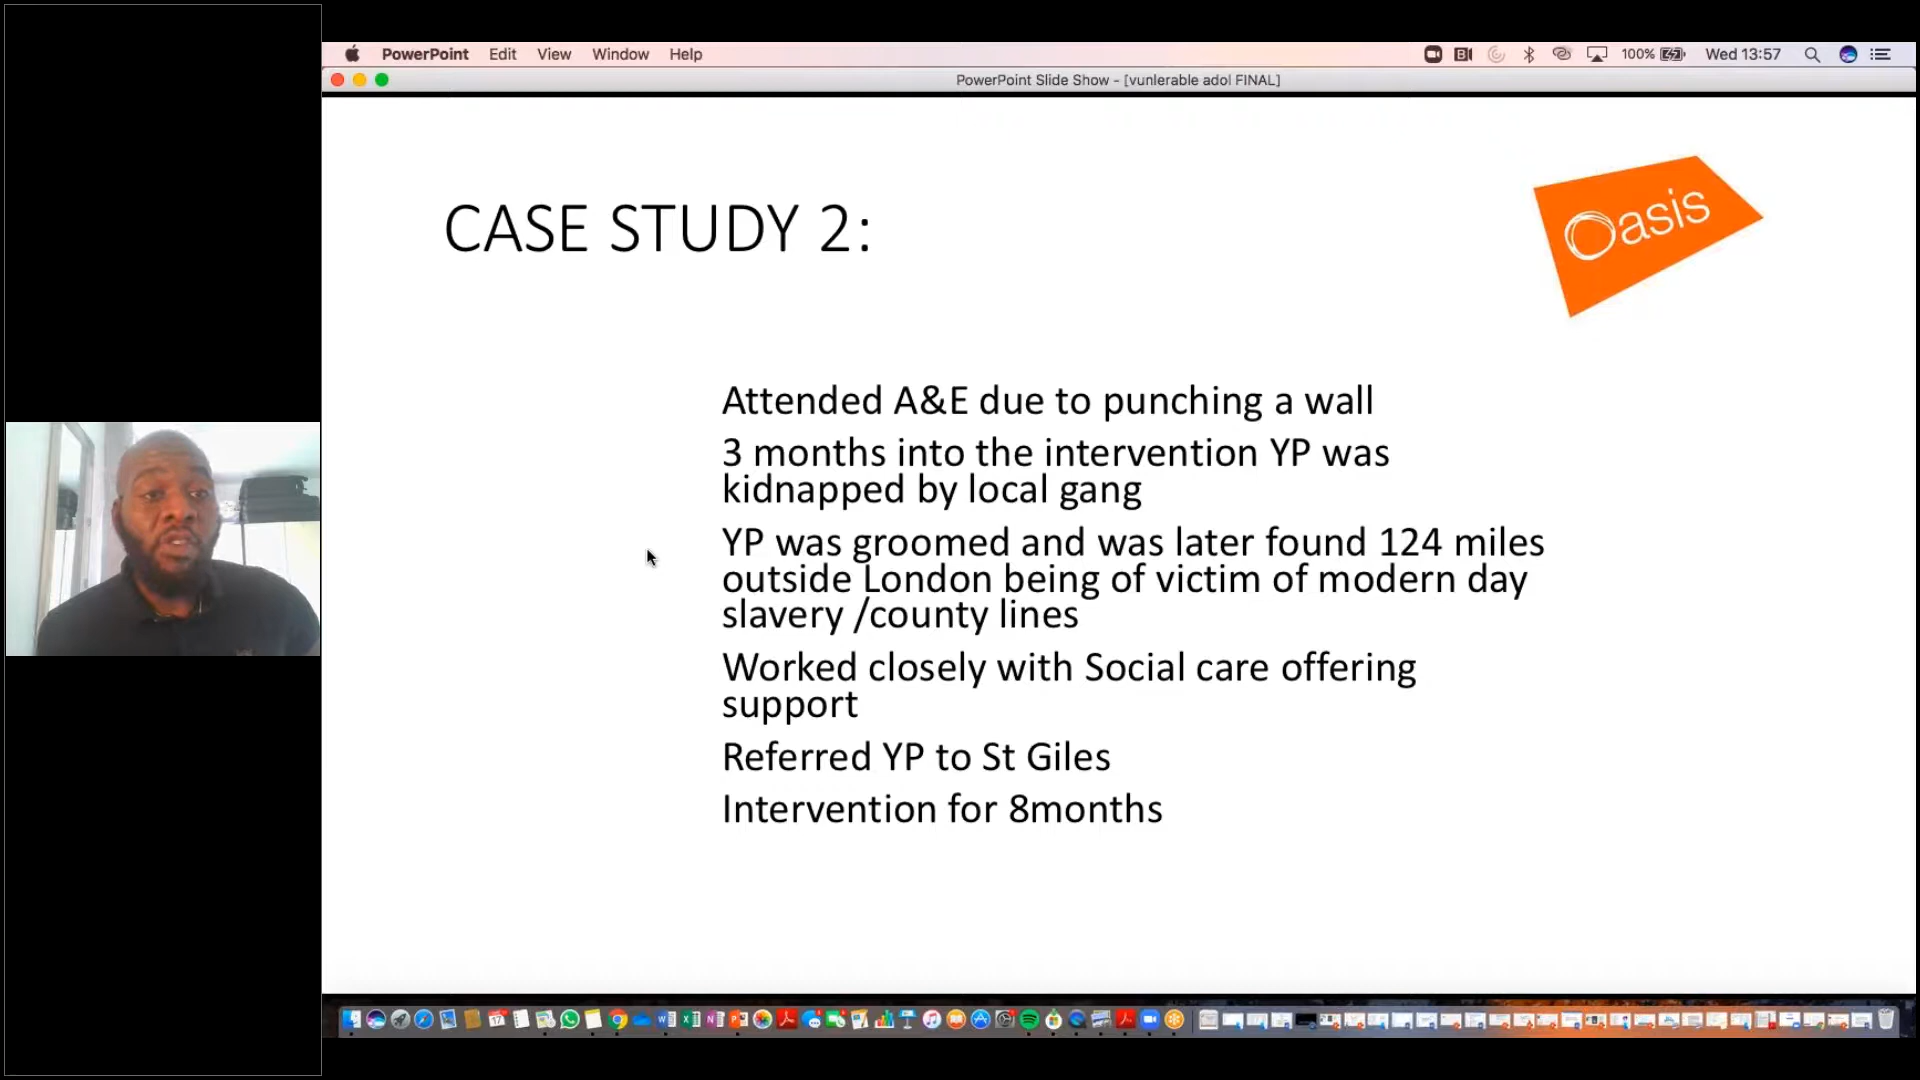 PowerPoint Edit View Window Help 100% Wed 13:57
PowerPoint Slide Show - [vunlerable adol FINAL]
CASE STUDY 2:
Oasis
Attended A&E due to punching a wall
3 months into the intervention YP was
kidnapped by local gang
YP was groomed and was later found 124 miles
outside London being of victim of modern day
slavery /county lines
Worked closely with Social care offering
support
Referred YP to St Giles
Intervention for 8months
17